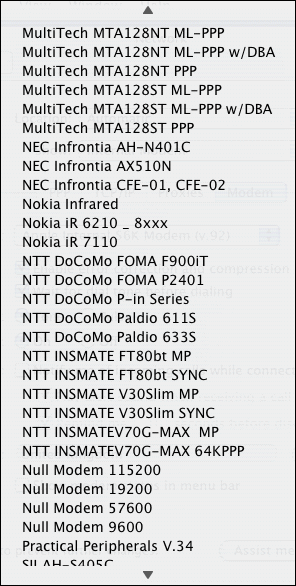 MultiTech MTA128NT ML-PPP
MultiTech MTA128NT ML-PPP w/DBA
MultiTech MTA128NT PPP
MultiTech MTA128ST ML-PPP
MultiTech MTA128ST ML-PPP w/DBA
MultiTech MTA128ST PPP
NEC Infrontia AH-N401C
NEC Infrontia AX510N
NEC Infrontia CFE-01, CFE-02
Nokia Infrared
Nokia iR 6210 _ 8xxx
Nokia iR 7110
NTT DoCoMo FOMA F900iT
NTT DoCoMo FOMA P2401
NTT DoCoMo P-in Series
NTT DoCoMo Paldio 611S
NTT DoCoMo Paldio 633S
NTT INSMATE FT80bt MP
NTT INSMATE FT80bt SYNC
NTT INSMATE V30Slim MP
NTT INSMATE V30Slim SYNC
NTT INSMATEV70G-MAX  MP
NTT INSMATEV70G-MAX 64KPPP
Null Modem 115200
Null Modem 19200
Null Modem 57600
Null Modem 9600
Practical Peripherals V.34
SII AH-S405C